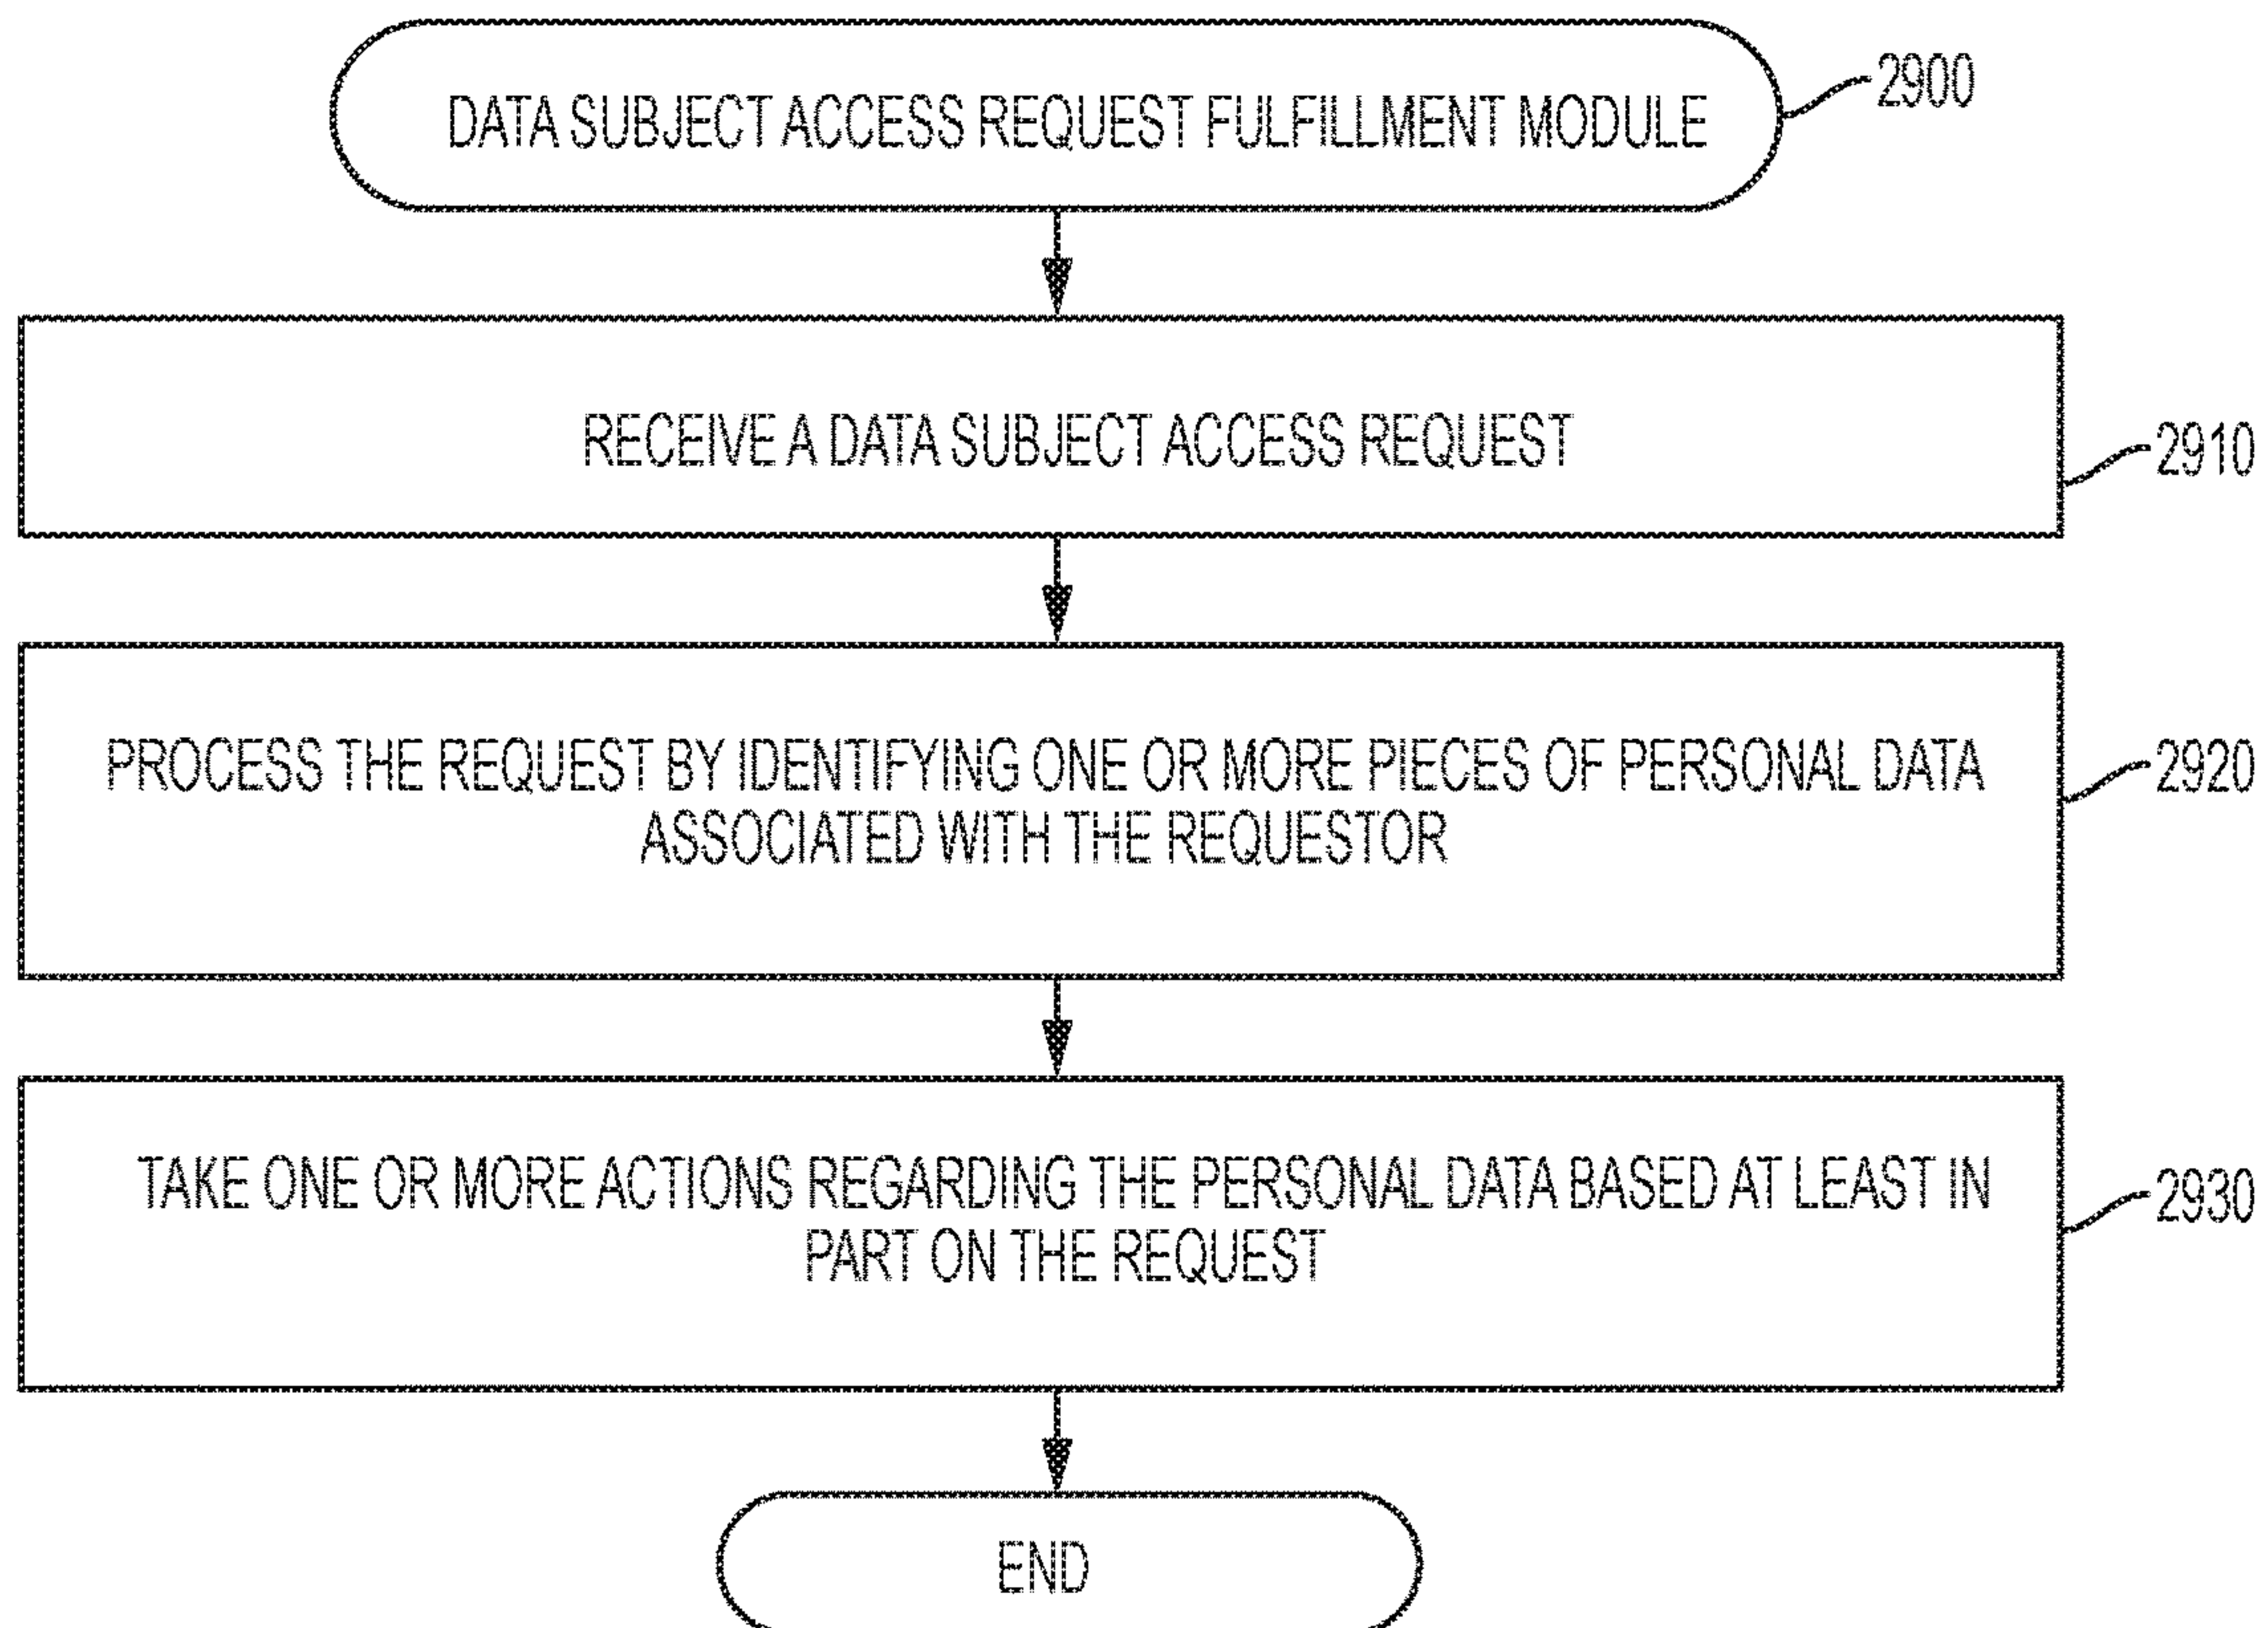 DATA SUBJECT ACCESS REQUEST FULFILLMENT MODULE
2900
RECEIVE A DATA SUBJECT ACCESS REQUEST
2910
PROCESS THE REQUEST BY IDENTIFYING ONE OR MORE PIECES OF PERSONAL DATA
ASSOCIATED WITH THE REQUESTOR
2920
TAKE ONE OR MORE ACTIONS REGARDING THE PERSONAL DATA BASED AT LEAST IN
PART ON THE REQUEST
2930
END